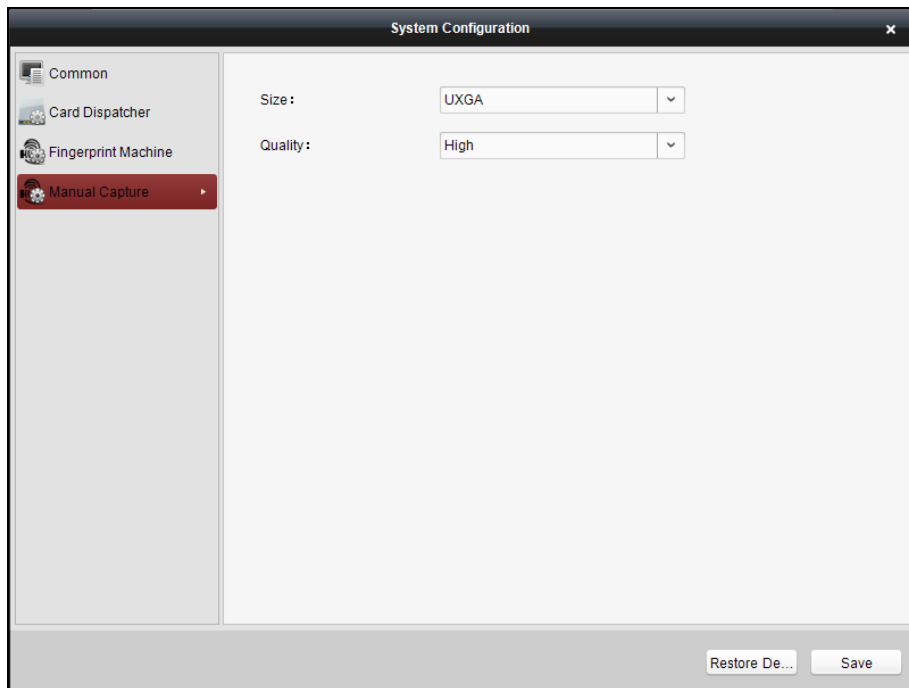 System Configuration
Common
Card Dispatcher
Fingerprint Machine
Manual Capture
Size: UXGA
Quality: High
Restore De... Save